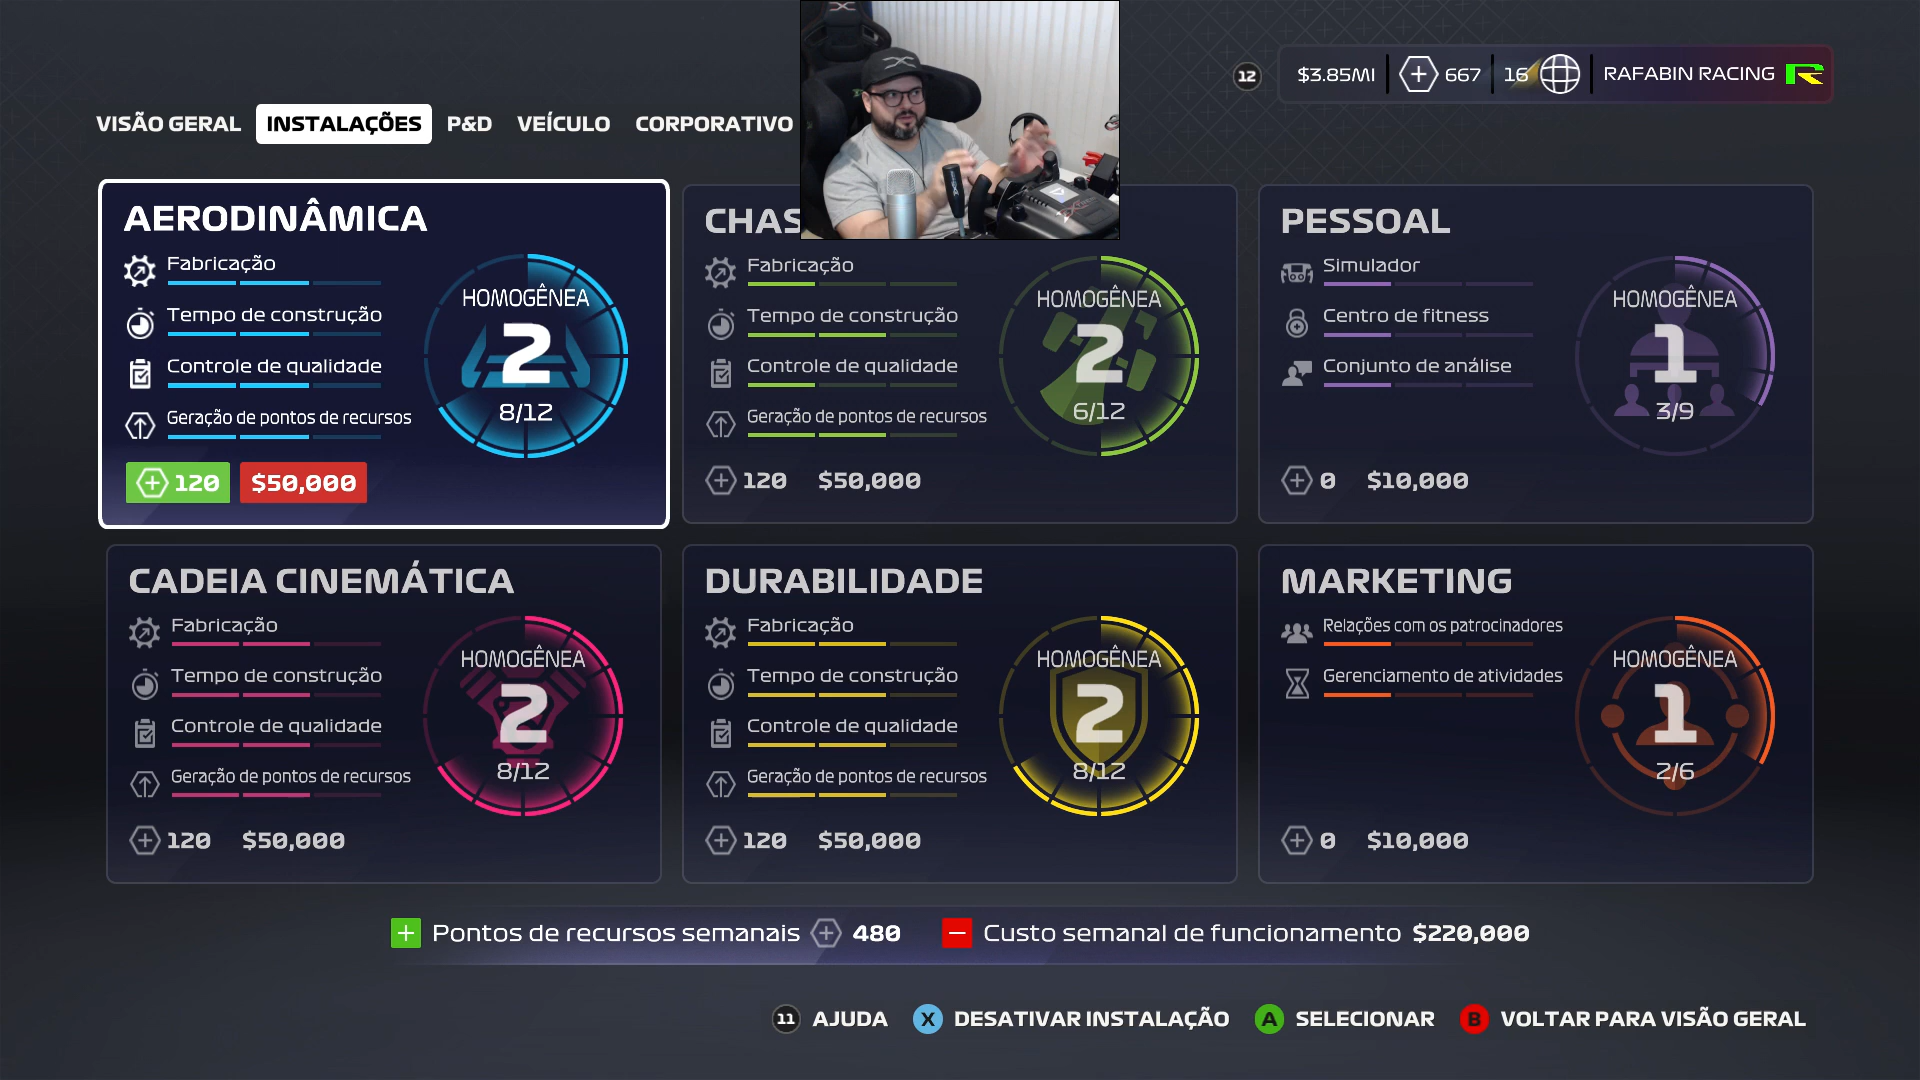 12 $3.85MI 667 16 RAFABIN RACING
VISÃO GERAL INSTALAÇÕES P&D VEÍCULO CORPORATIVO
AERODINÂMICA
Fabricação
Tempo de construção
Controle de qualidade
Geração de pontos de recursos
HOMOGÊNEA
2
8/12
120 $50,000
CHAS
Fabricação
Tempo de construção
Controle de qualidade
Geração de pontos de recursos
HOMOGÊNEA
2
6/12
120 $50,000
PESSOAL
Simulador
Centro de fitness
Conjunto de análise
HOMOGÊNEA
1
3/9
0 $10,000
CADEIA CINEMÁTICA
Fabricação
Tempo de construção
Controle de qualidade
Geração de pontos de recursos
HOMOGÊNEA
2
8/12
120 $50,000
DURABILIDADE
Fabricação
Tempo de construção
Controle de qualidade
Geração de pontos de recursos
HOMOGÊNEA
2
8/12
120 $50,000
MARKETING
Relações com os patrocinadores
Gerenciamento de atividades
HOMOGÊNEA
1
2/6
0 $10,000
Pontos de recursos semanais 480 Custo semanal de funcionamento $220,000
11 AJUDA X DESATIVAR INSTALAÇÃO A SELECIONAR B VOLTAR PARA VISÃO GERAL